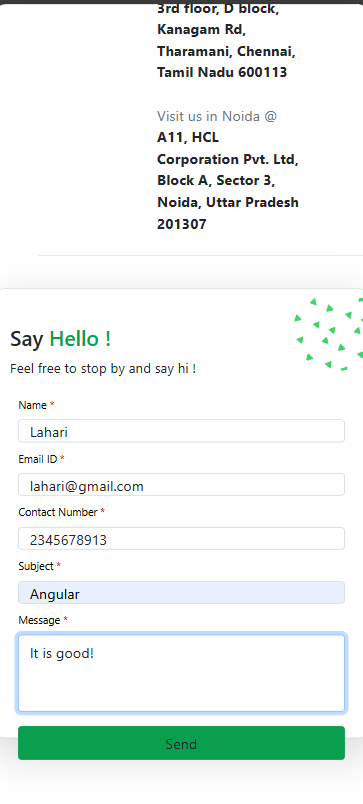 3rd floor, D block,
Kanagam Rd,
Tharamani, Chennai,
Tamil Nadu 600113
Visit us in Noida @
A11, HCL
Corporation Pvt. Ltd,
Block A, Sector 3,
Noida, Uttar Pradesh
201307
Say Hello !
Feel free to stop by and say hi !
Name *
Lahari
Email ID *
lahari@gmail.com
Contact Number *
2345678913
Subject *
Angular
Message *
It is good!
Send